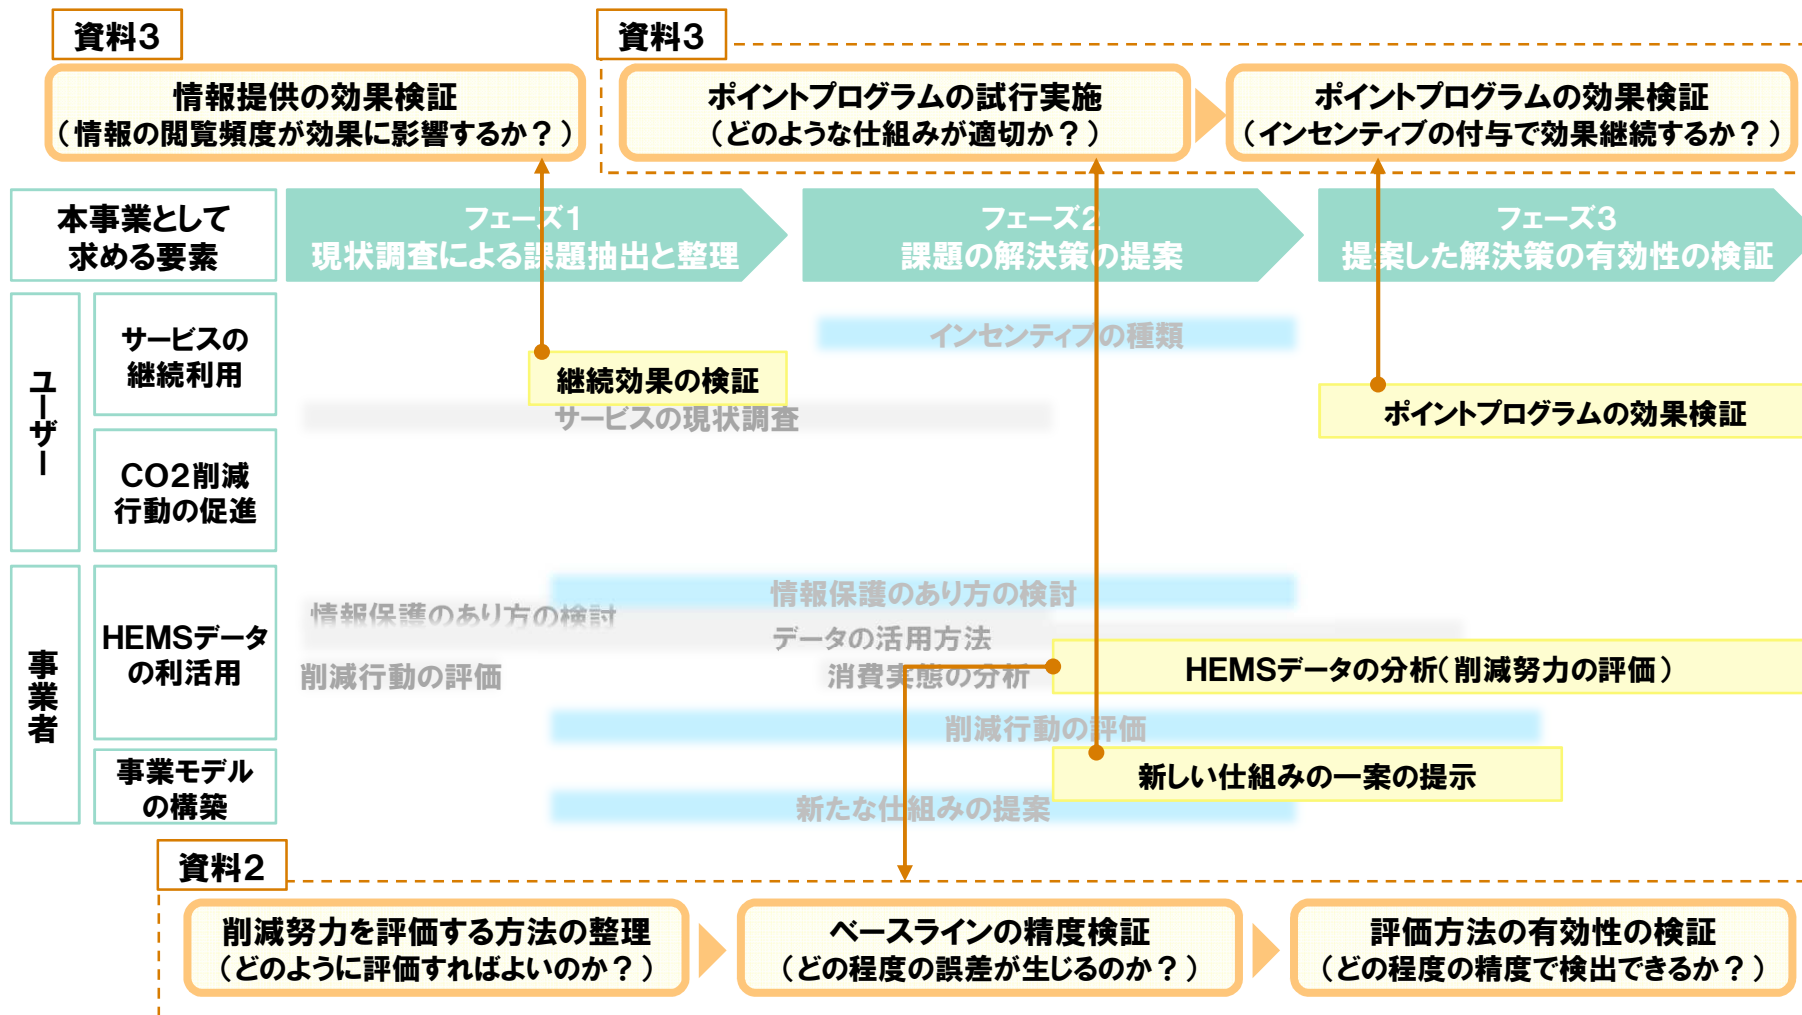 資料3
情報提供の効果検証
（情報の閲覧頻度が効果に影響するか？）
資料3
ポイントプログラムの試行実施
（どのような仕組みが適切か？）
ポイントプログラムの効果検証
（インセンティブの付与で効果継続するか？）
本事業として
求める要素
フェーズ1
現状調査による課題抽出と整理
フェーズ2
課題の解決策の提案
フェーズ3
提案した解決策の有効性の検証
ユーザー
サービスの
継続利用
インセンティブの種類
継続効果の検証
サービスの現状調査
ポイントプログラムの効果検証
CO2削減
行動の促進
事業者
HEMSデータ
の利活用
情報保護のあり方の検討
情報保護のあり方の検討
データの活用方法
削減行動の評価
消費実態の分析
HEMSデータの分析（削減努力の評価）
削減行動の評価
事業モデル
の構築
新しい仕組みの一案の提示
新たな仕組みの提案
資料2
削減努力を評価する方法の整理
（どのように評価すればよいのか？）
ベースラインの精度検証
（どの程度の誤差が生じるのか？）
評価方法の有効性の検証
（どの程度の精度で検出できるか？）